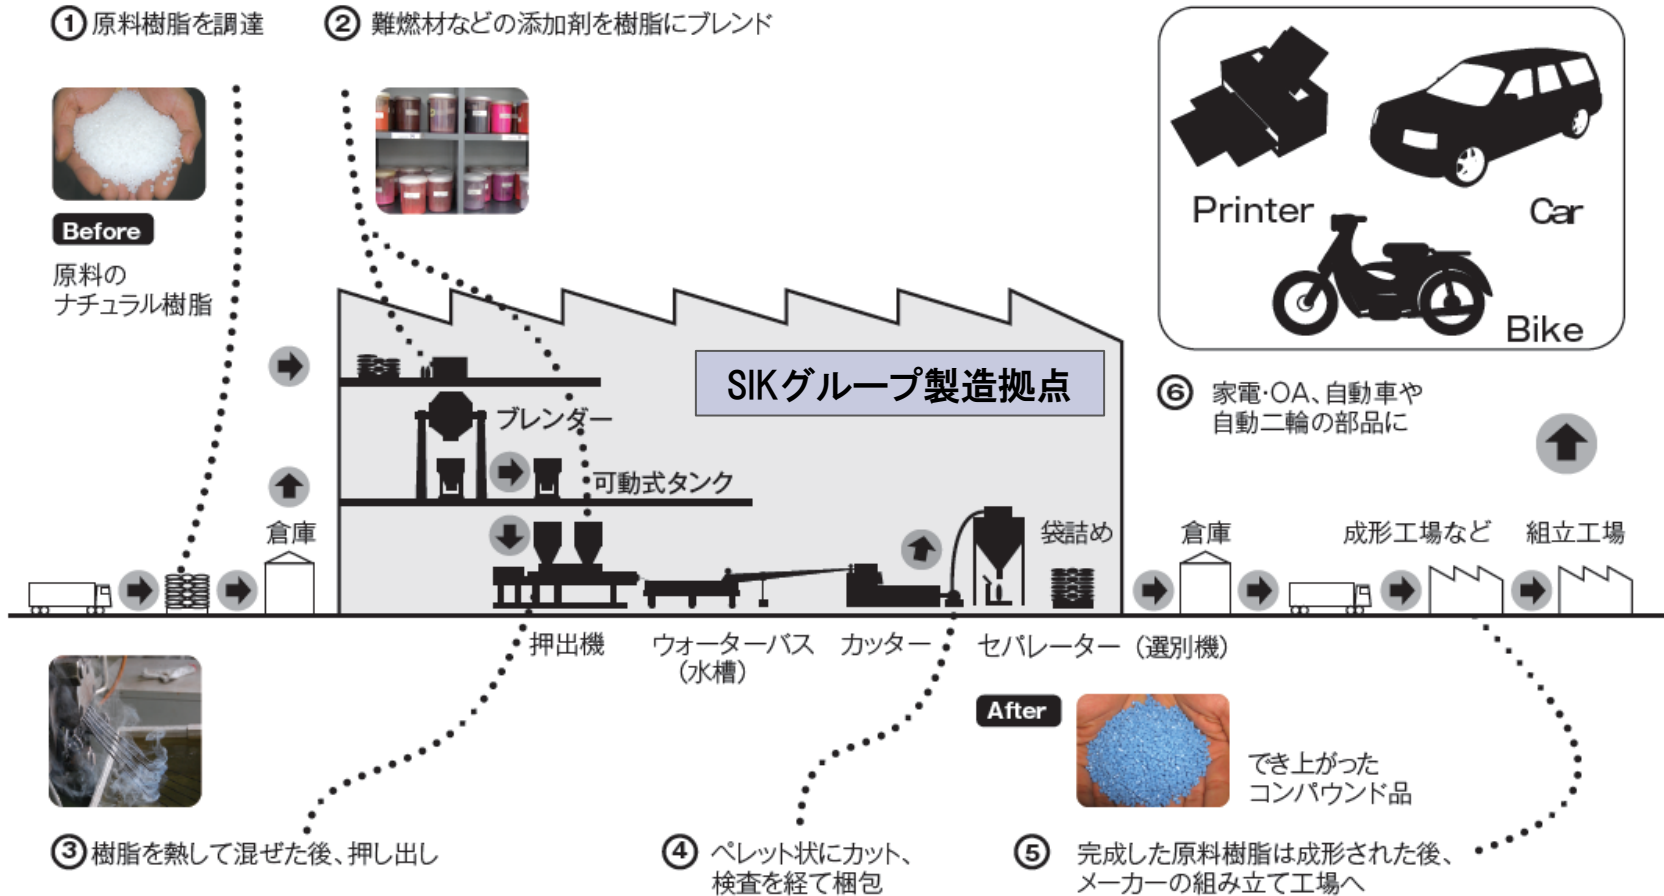 ① 原料樹脂を調達
② 難燃材などの添加剤を樹脂にブレンド
Before
原料の
ナチュラル樹脂
Printer
Car
Bike
SIKグループ製造拠点
⑥ 家電・OA、自動車や
自動二輪の部品に
ブレンダー
可動式タンク
倉庫
袋詰め
倉庫
成形工場など
組立工場
押出機
ウォーターバス
（水槽）
カッター
セパレーター（選別機）
After
でき上がった
コンパウンド品
③ 樹脂を熱して混ぜた後、押し出し
④ ペレット状にカット、
検査を経て梱包
⑤ 完成した原料樹脂は成形された後、
メーカーの組み立て工場へ